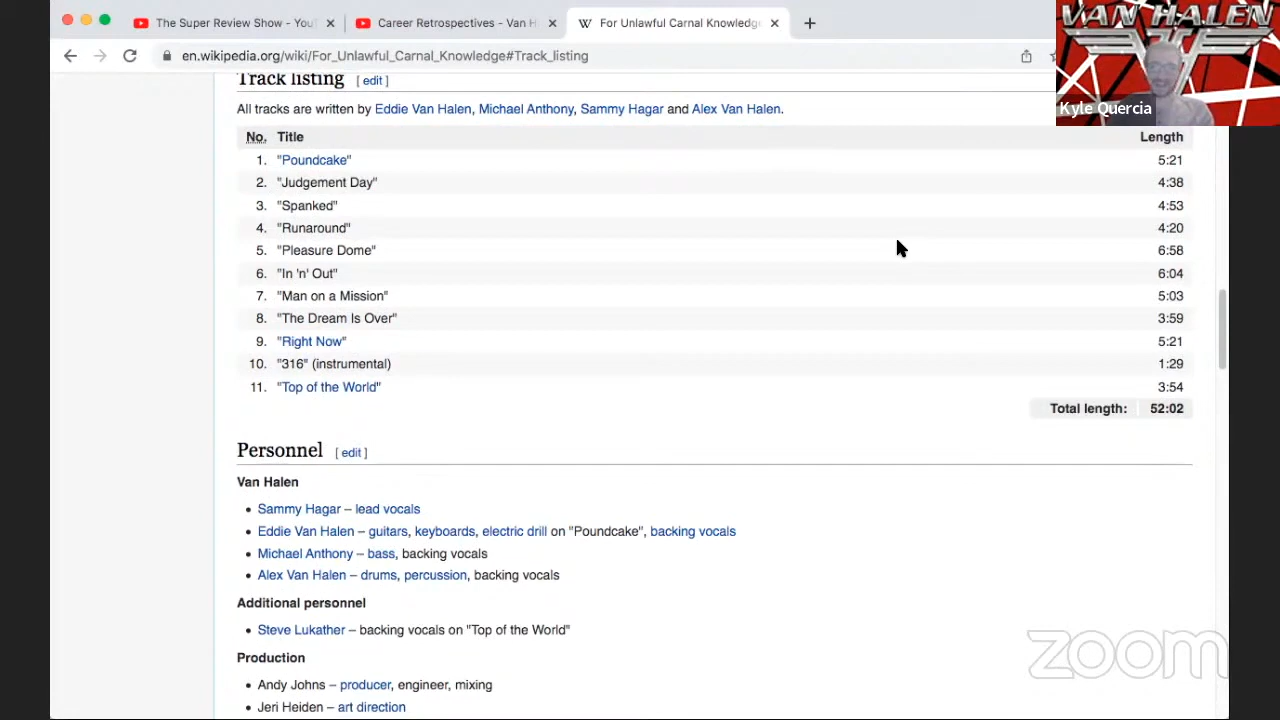 The Super Review Show - YouT
Career Retrospectives - Van H
For Unlawful Carnal Knowledge
en.wikipedia.org/wiki/For_Unlawful_Carnal_Knowledge#Track_listing
VAN HALEN
Kyle Quercia
Track listing [ edit ]
All tracks are written by Eddie Van Halen, Michael Anthony, Sammy Hagar and Alex Van Halen.
No. Title Length
1. "Poundcake" 5:21
2. "Judgement Day" 4:38
3. "Spanked" 4:53
4. "Runaround" 4:20
5. "Pleasure Dome" 6:58
6. "In 'n' Out" 6:04
7. "Man on a Mission" 5:03
8. "The Dream Is Over" 3:59
9. "Right Now" 5:21
10. "316" (instrumental) 1:29
11. "Top of the World" 3:54
Total length: 52:02
Personnel [ edit ]
Van Halen
• Sammy Hagar – lead vocals
• Eddie Van Halen – guitars, keyboards, electric drill on "Poundcake", backing vocals
• Michael Anthony – bass, backing vocals
• Alex Van Halen – drums, percussion, backing vocals
Additional personnel
• Steve Lukather – backing vocals on "Top of the World"
Production
• Andy Johns – producer, engineer, mixing
• Jeri Heiden – art direction
zoom